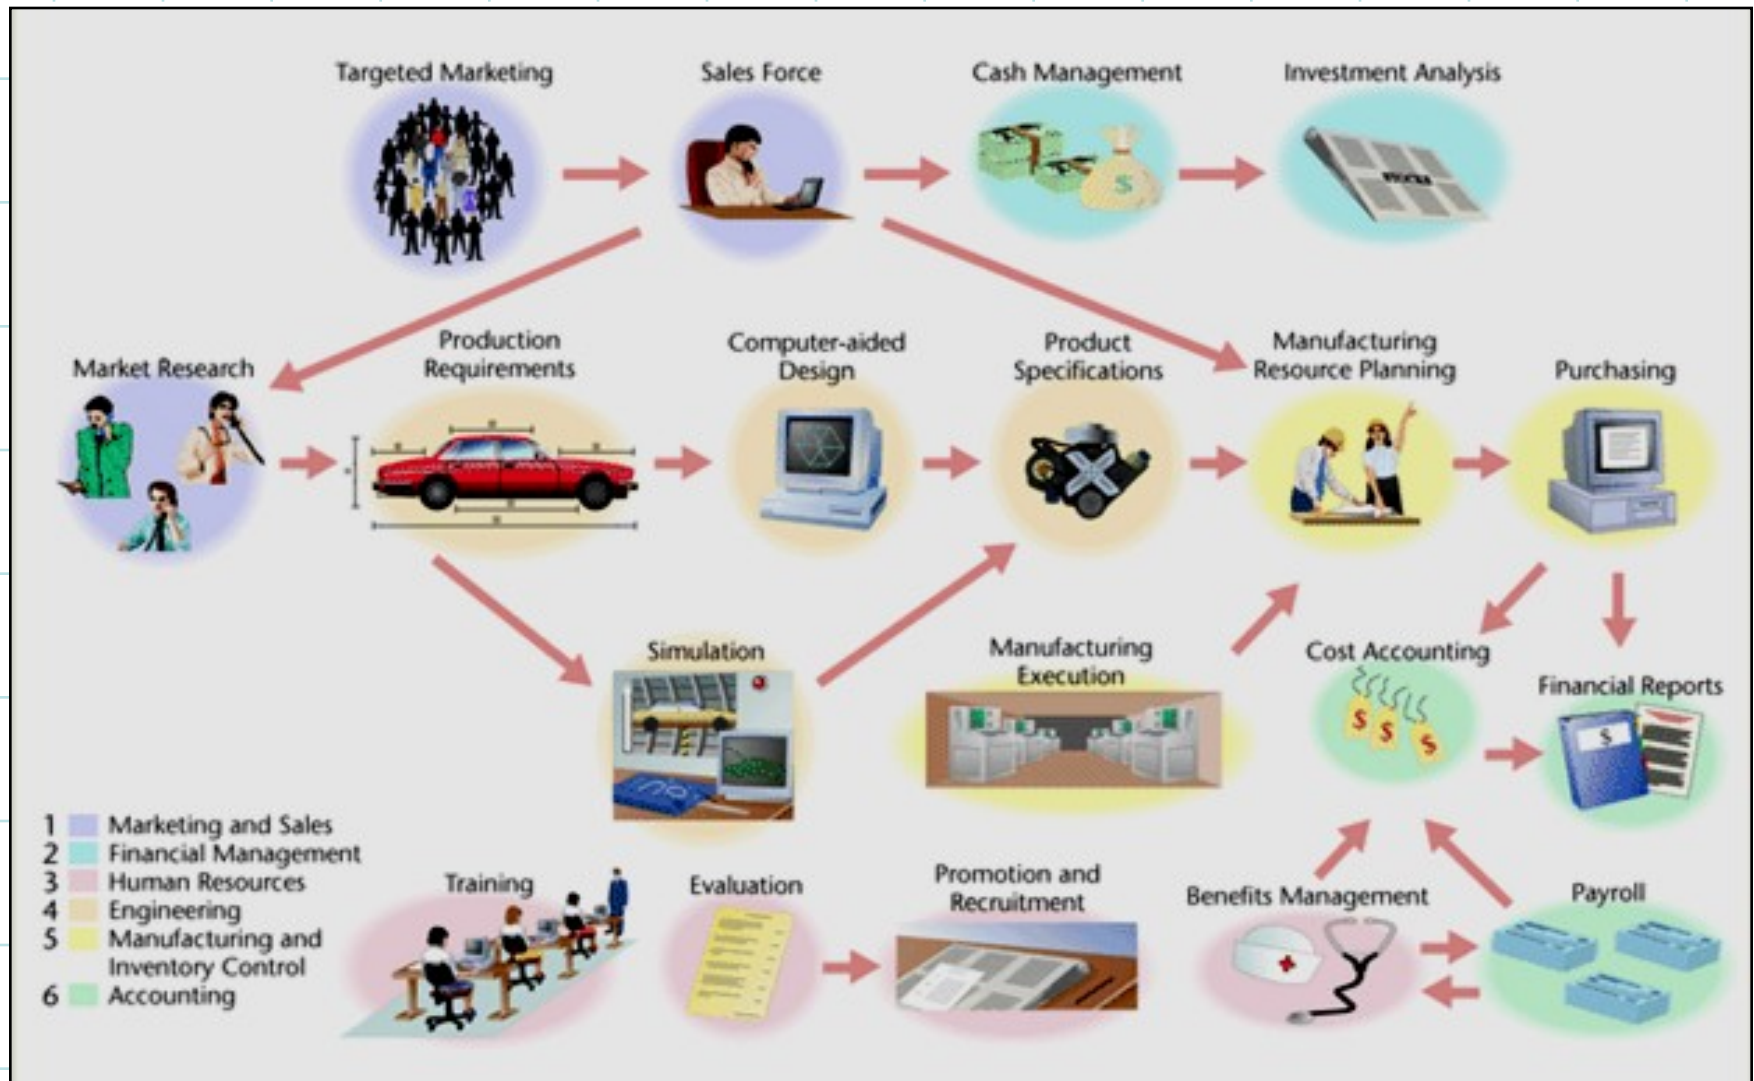 Targeted Marketing
Sales Force
Cash Management
Investment Analysis
$
STOCKS
Market Research
Production
Requirements
Computer-aided
Design
Product
Specifications
Manufacturing
Resource Planning
Purchasing
Simulation
Manufacturing
Execution
Cost Accounting
$ $ $
Financial Reports
$
1 Marketing and Sales
2 Financial Management
3 Human Resources
4 Engineering
5 Manufacturing and
Inventory Control
6 Accounting
Training
Evaluation
Promotion and
Recruitment
Benefits Management
Payroll